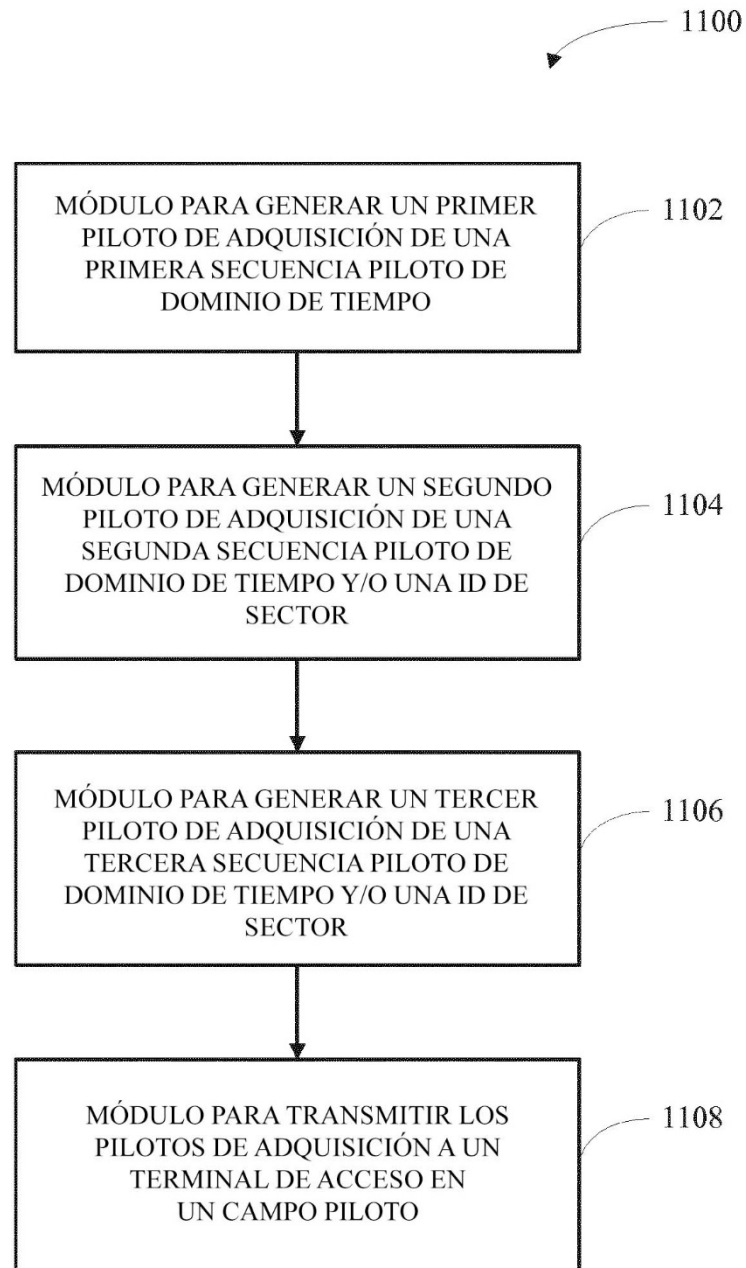 1100
MÓDULO PARA GENERAR UN PRIMER
PILOTO DE ADQUISICIÓN DE UNA
PRIMERA SECUENCIA PILOTO DE
DOMINIO DE TIEMPO
1102
MÓDULO PARA GENERAR UN SEGUNDO
PILOTO DE ADQUISICIÓN DE UNA
SEGUNDA SECUENCIA PILOTO DE
DOMINIO DE TIEMPO Y/O UNA ID DE
SECTOR
1104
MÓDULO PARA GENERAR UN TERCER
PILOTO DE ADQUISICIÓN DE UNA
TERCERA SECUENCIA PILOTO DE
DOMINIO DE TIEMPO Y/O UNA ID DE
SECTOR
1106
MÓDULO PARA TRANSMITIR LOS
PILOTOS DE ADQUISICIÓN A UN
TERMINAL DE ACCESO EN
UN CAMPO PILOTO
1108